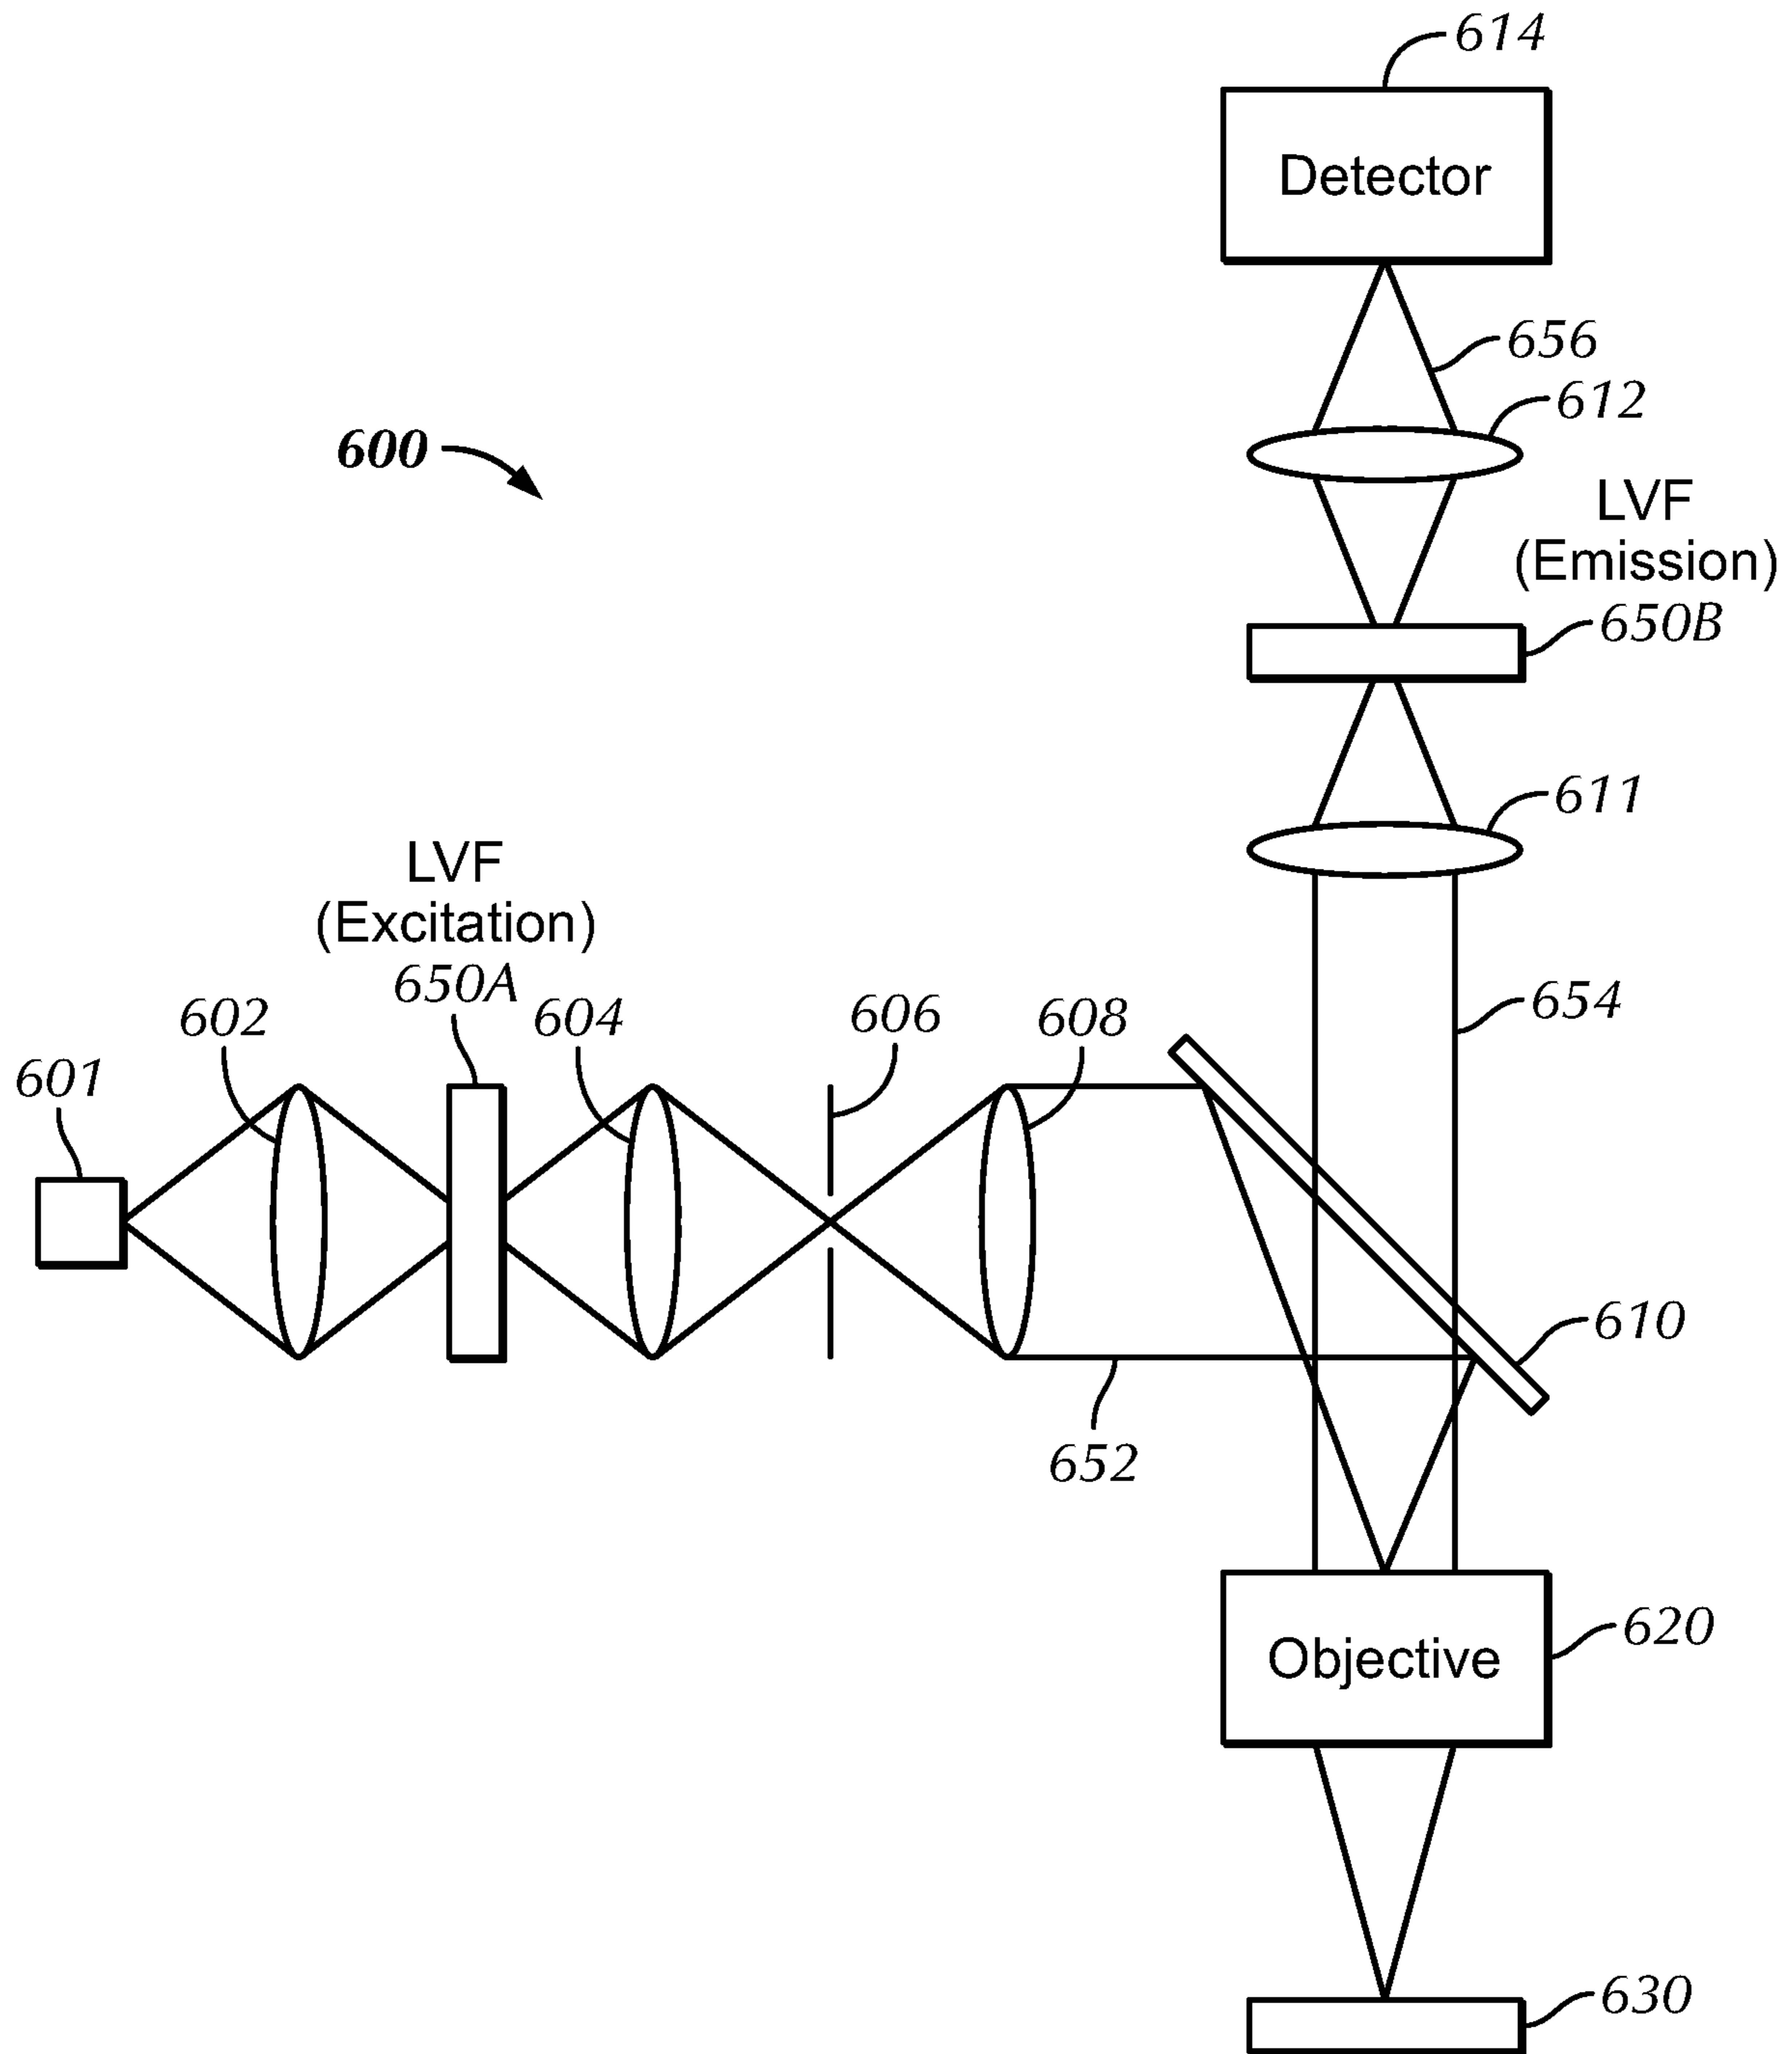 614
Detector
656
612
600
LVF
(Emission)
650B
611
LVF
(Excitation)
650A
602
604
606
608
654
601
610
652
620
Objective
630